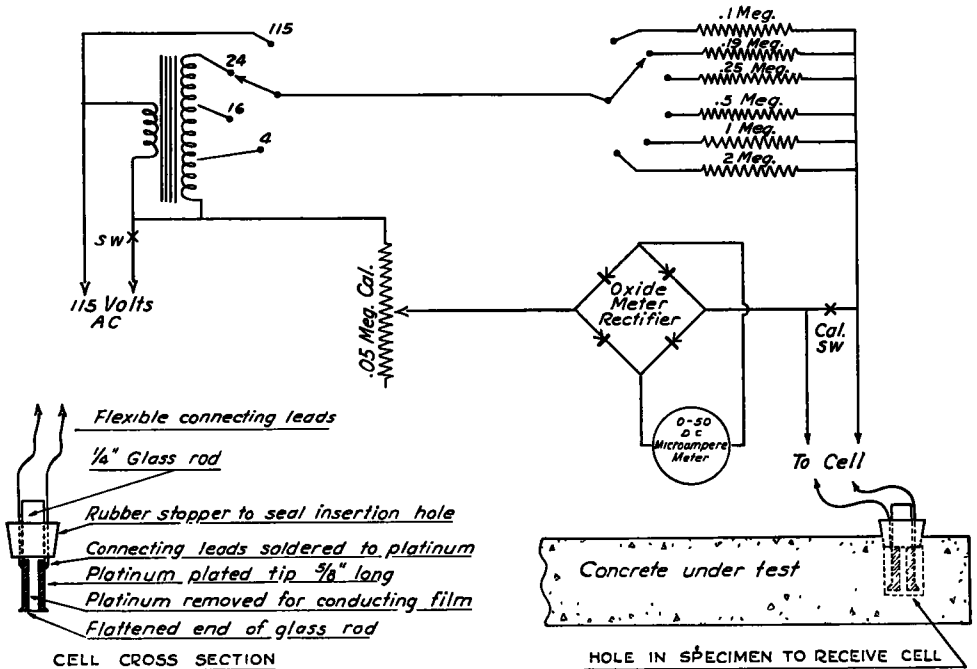 115
24
16
4
SW
115 Volts
AC
.1 Meg.
.19 Meg.
.25 Meg.
.5 Meg.
1 Meg.
2 Meg.
.05 Meg. Cal.
Oxide
Meter
Rectifier
Cal.
SW
0-50
DC
Microampere
Meter
To Cell
Flexible connecting leads
1/4" Glass rod
Rubber stopper to seal insertion hole
Connecting leads soldered to platinum
Platinum plated tip 5/8" long
Platinum removed for conducting film
Flattened end of glass rod
CELL CROSS SECTION
Concrete under test
HOLE IN SPECIMEN TO RECEIVE CELL